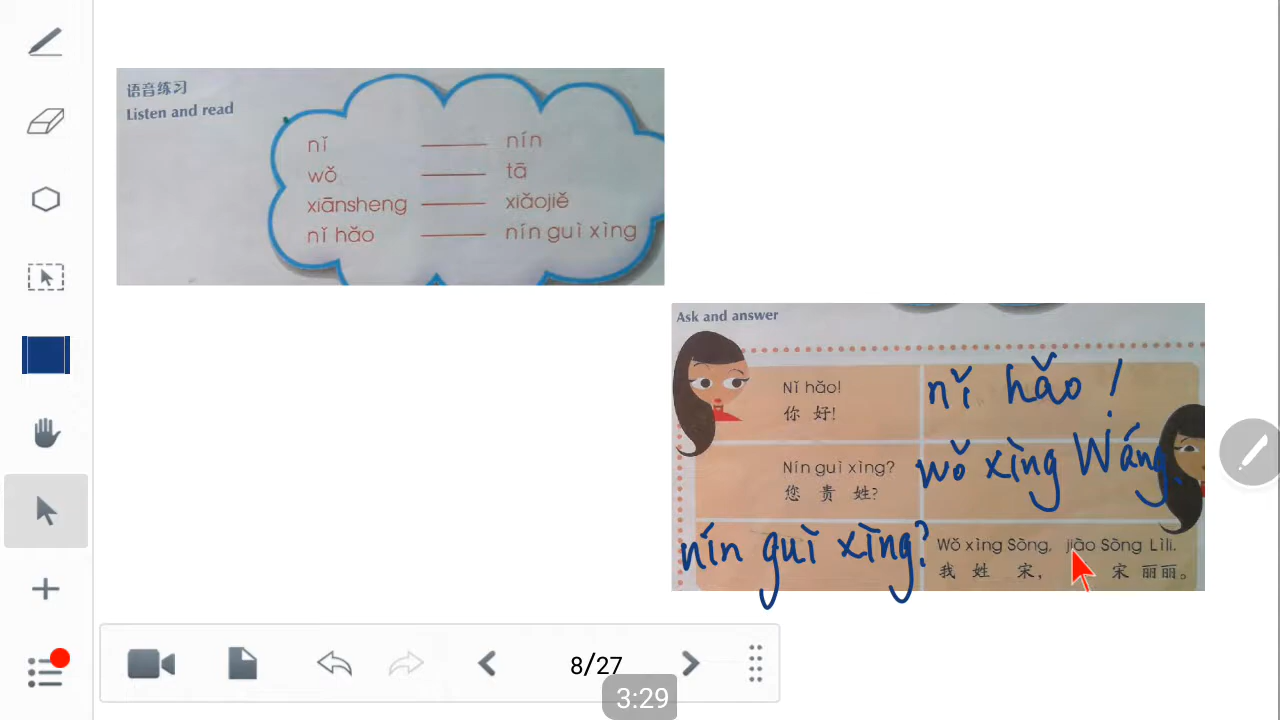 语音练习
Listen and read
nǐ —— nín
wǒ —— tā
xiānsheng —— xiǎojiě
nǐ hǎo —— nín guì xìng
Ask and answer
Nǐ hǎo!
你 好!
nǐ hǎo!
Nín guì xìng?
您 贵 姓?
wǒ xìng Wáng.
nín guì xìng?
Wǒ xìng Sòng, jiào Sòng Lìli.
我 姓 宋, 宋 丽丽。
8/27
3:29